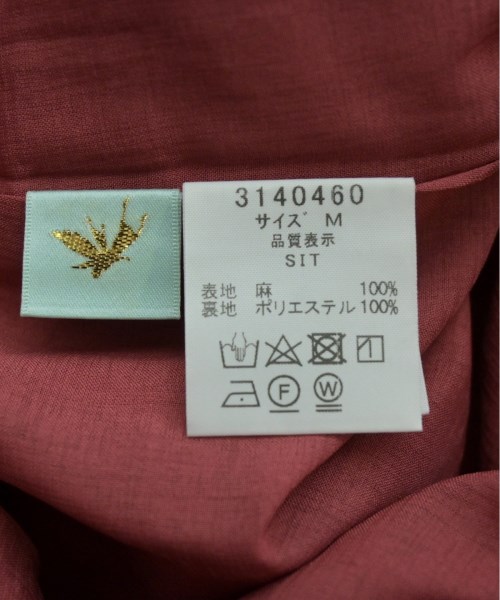 3140460
サイズ M
品質表示
SIT
表地 麻 100%
裏地 ポリエステル 100%
F W